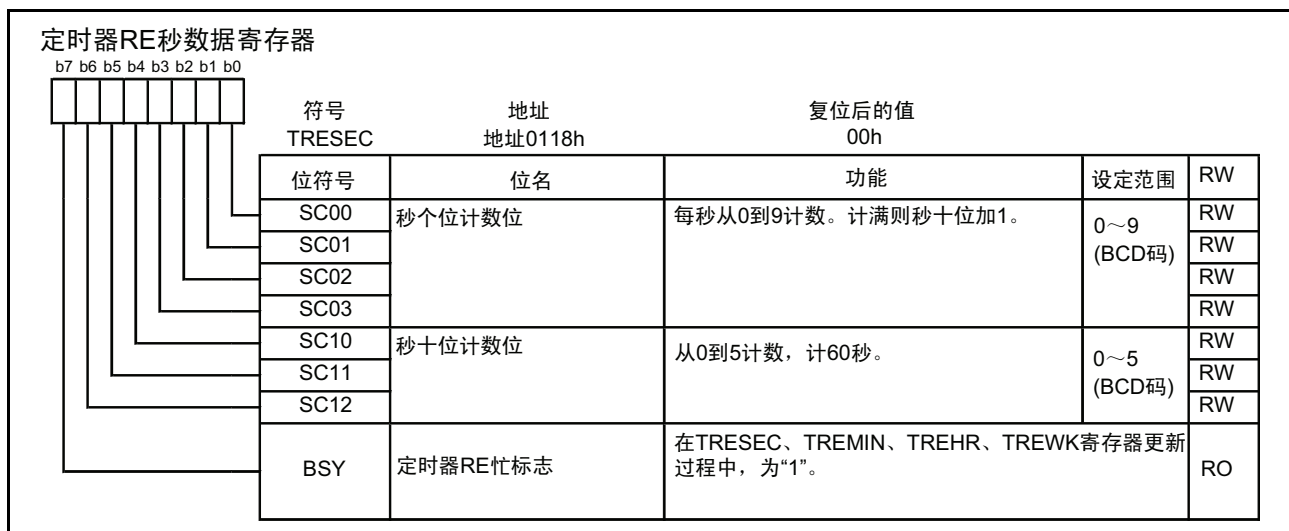 定时器RE秒数据寄存器
b7 b6 b5 b4 b3 b2 b1 b0
符号 地址 复位后的值
TRESEC 地址0118h 00h
位符号 位名 功能 设定范围 RW
SC00 秒个位计数位 每秒从0到9计数。计满则秒十位加1。 0～9 RW
SC01 (BCD码) RW
SC02 RW
SC03 RW
SC10 秒十位计数位 从0到5计数，计60秒。 0～5 RW
SC11 (BCD码) RW
SC12 RW
BSY 定时器RE忙标志 在TRESEC、TREMIN、TREHR、TREWK寄存器更新 RO
过程中，为“1”。